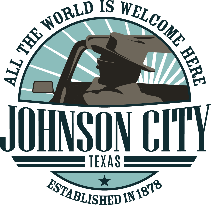 ALL THE WORLD IS WELCOME HERE
JOHNSON CITY
TEXAS
ESTABLISHED IN 1878